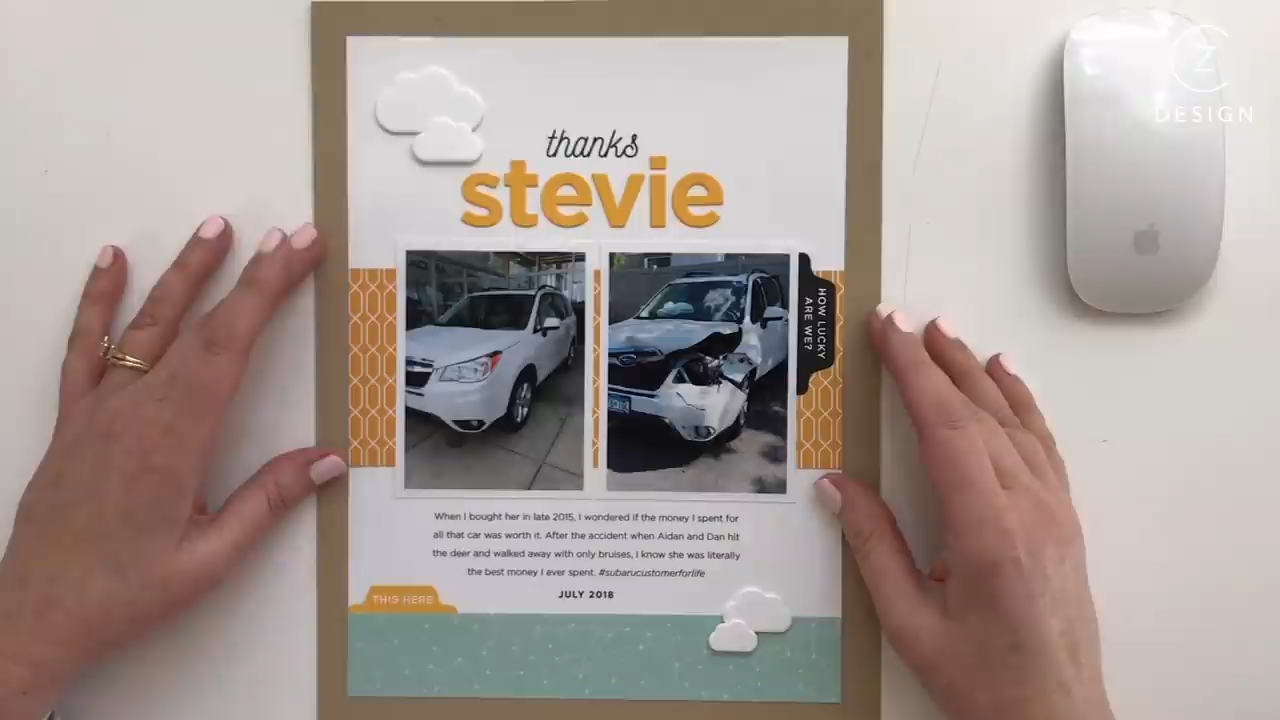 CZ
DESIGN
thanks
stevie
HOW LUCKY
ARE WE?
When I bought her in late 2015, I wondered if the money I spent for
all that car was worth it. After the accident when Aidan and Dan hit
the deer and walked away with only bruises, I know she was literally
the best money I ever spent. #subarucustomerforlife
JULY 2018
THIS HERE